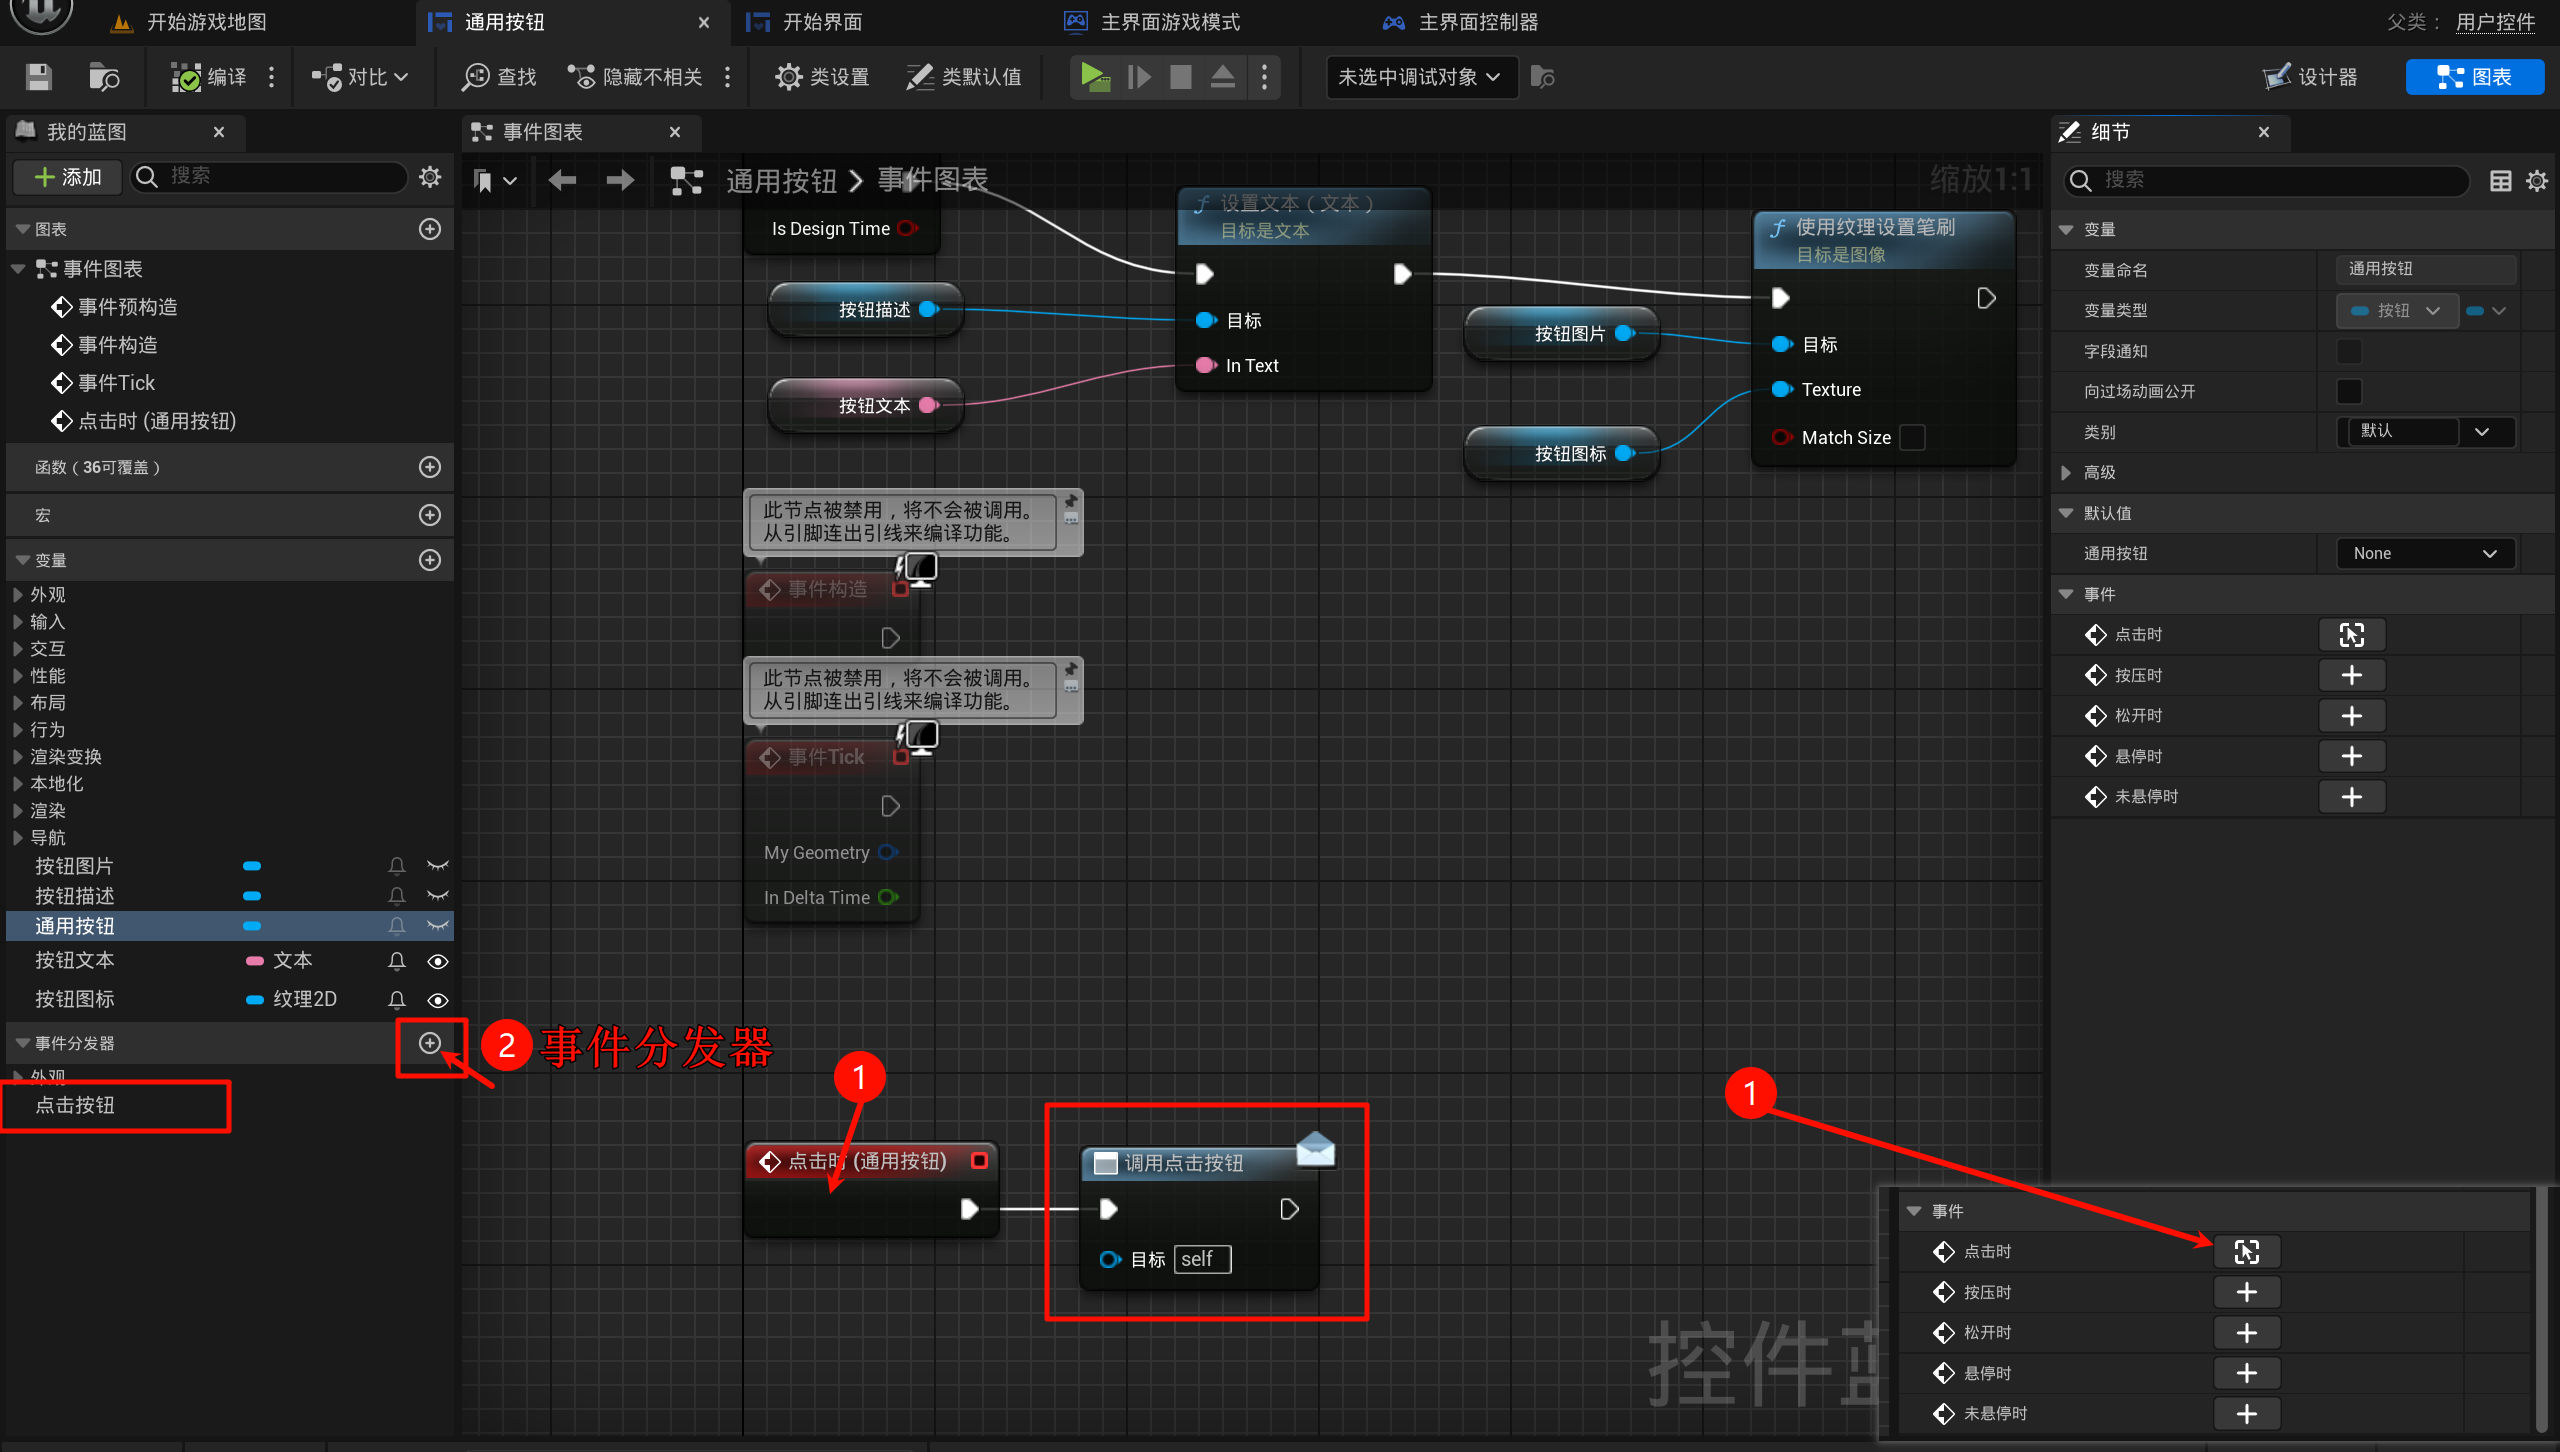 开始游戏地图
通用按钮
开始界面
主界面游戏模式
主界面控制器
父类：
用户控件
编译
对比
查找
隐藏不相关
类设置
类默认值
未选中调试对象
设计器
图表
我的蓝图
添加
搜索
图表
事件图表
事件预构造
事件构造
事件Tick
点击时 (通用按钮)
函数（36可覆盖）
宏
变量
外观
输入
交互
性能
布局
行为
渲染变换
本地化
渲染
导航
按钮图片
按钮描述
通用按钮
按钮文本
文本
按钮图标
纹理2D
事件分发器
外观
点击按钮
事件图表
通用按钮
事件图表
缩放1:1
Is Design Time
按钮描述
按钮文本
设置文本（文本）
目标是文本
目标
In Text
按钮图片
按钮图标
使用纹理设置笔刷
目标是图像
目标
Texture
Match Size
此节点被禁用，将不会被调用。
从引脚连出引线来编译功能。
事件构造
此节点被禁用，将不会被调用。
从引脚连出引线来编译功能。
事件Tick
My Geometry
In Delta Time
2
事件分发器
1
点击时 (通用按钮)
调用点击按钮
目标
self
控件蓝
细节
搜索
变量
变量命名
通用按钮
变量类型
按钮
字段通知
向过场动画公开
类别
默认
高级
默认值
通用按钮
None
事件
点击时
按压时
松开时
悬停时
未悬停时
1
事件
点击时
按压时
松开时
悬停时
未悬停时